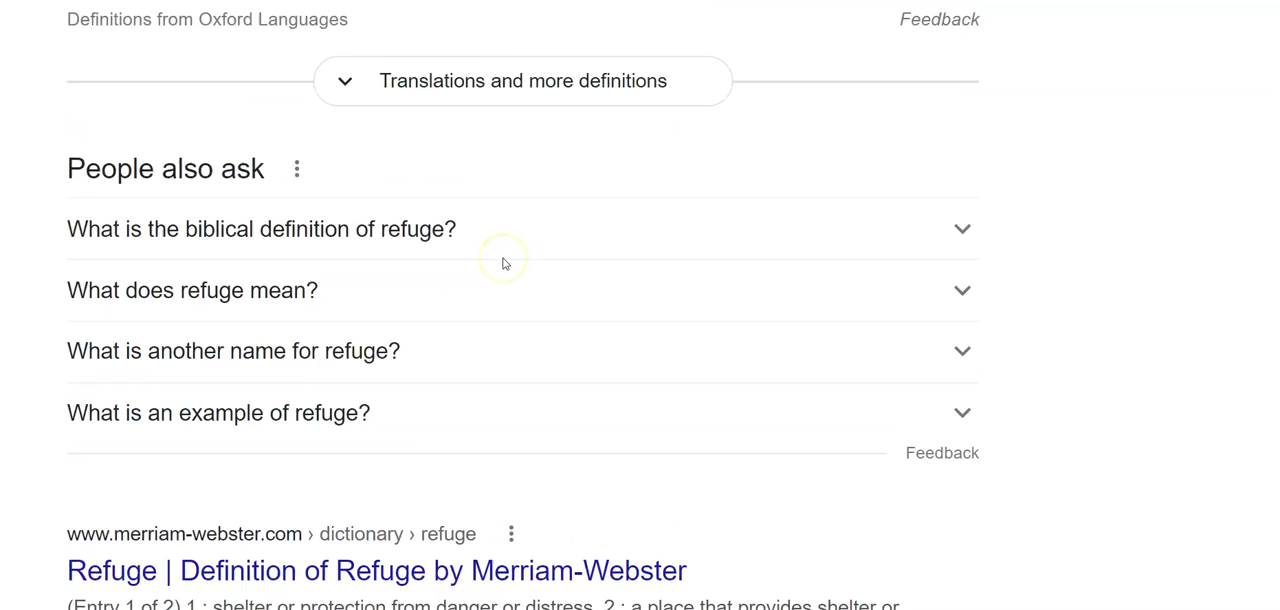 Definitions from Oxford Languages Feedback
Translations and more definitions
People also ask
What is the biblical definition of refuge?
What does refuge mean?
What is another name for refuge?
What is an example of refuge?
Feedback
www.merriam-webster.com › dictionary › refuge
Refuge | Definition of Refuge by Merriam-Webster
(Entry 1 of 2) 1 : shelter or protection from danger or distress. 2 : a place that provides shelter or